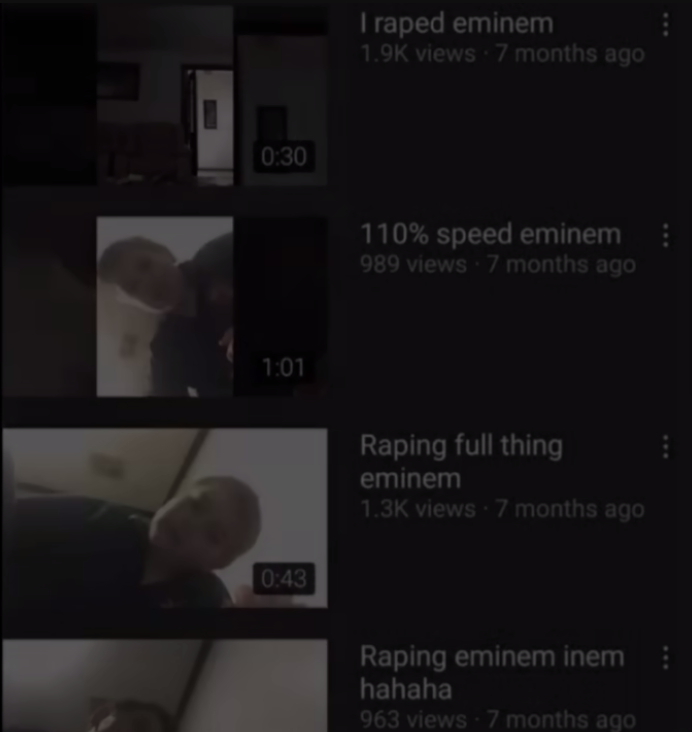 I raped eminem
1.9K views · 7 months ago
0:30
110% speed eminem
989 views · 7 months ago
1:01
Raping full thing
eminem
1.3K views · 7 months ago
0:43
Raping eminem inem
hahaha
963 views · 7 months ago